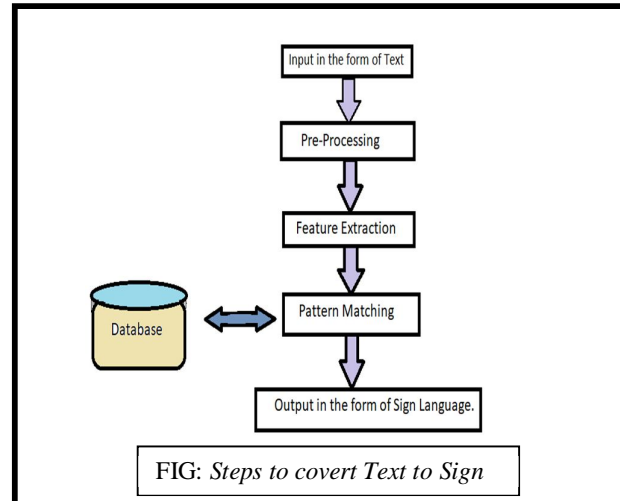 Input in the form of Text
Pre-Processing
Feature Extraction
Database
Pattern Matching
Output in the form of Sign Language.
FIG: Steps to covert Text to Sign